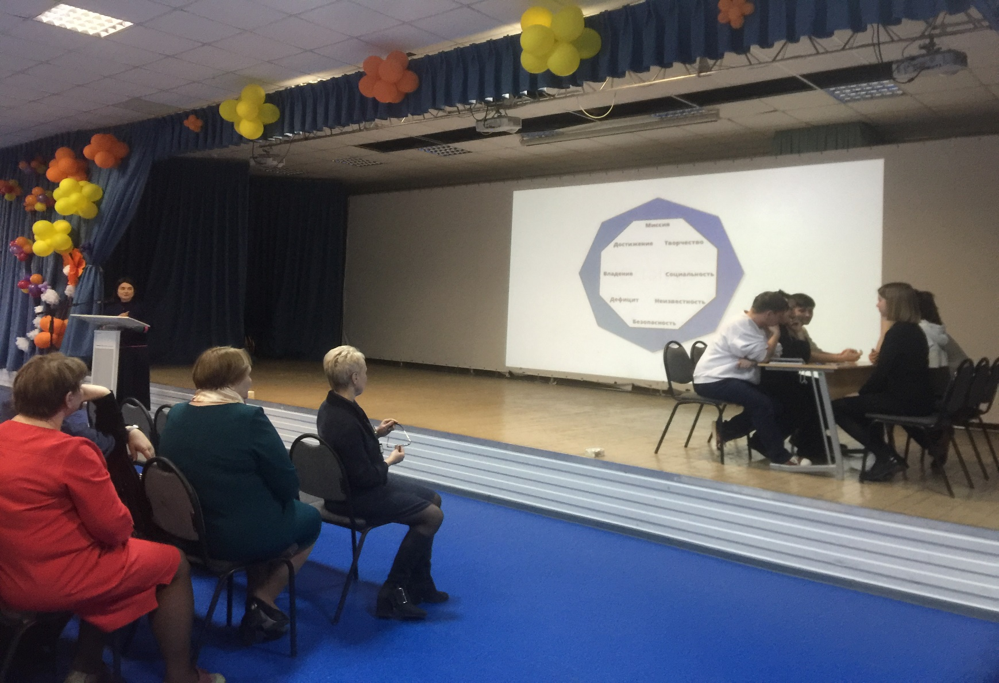 Миссия
Достижение Творчество
Владение Социальность
Дефицит Неизвестность
Безопасность